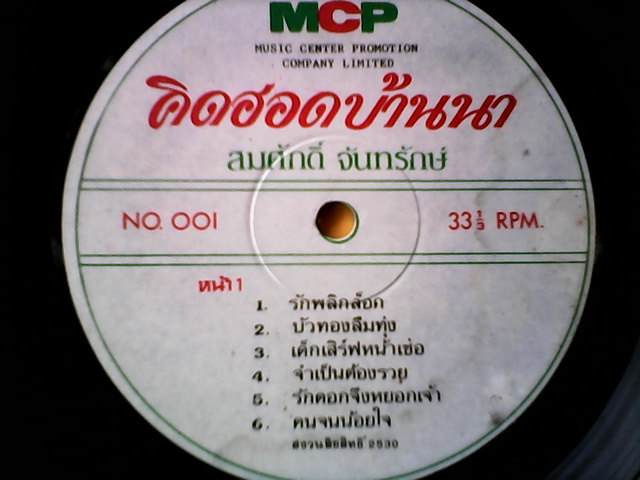 MCP
MUSIC CENTER PROMOTION
COMPANY LIMITED
คิดฮอดบ้านนา
สมศักดิ์ จันทรักษ์
NO. 001 33⅓ RPM.
หน้า 1
1. รักพลิกล็อก
2. บัวทองลืมทุ่ง
3. เด็กเสิร์ฟหน้าเซ่อ
4. จำเป็นต้องรวย
5. รักดอกจึงหยอกเจ้า
6. คนจนน้อยใจ
สงวนลิขสิทธิ์ 2530